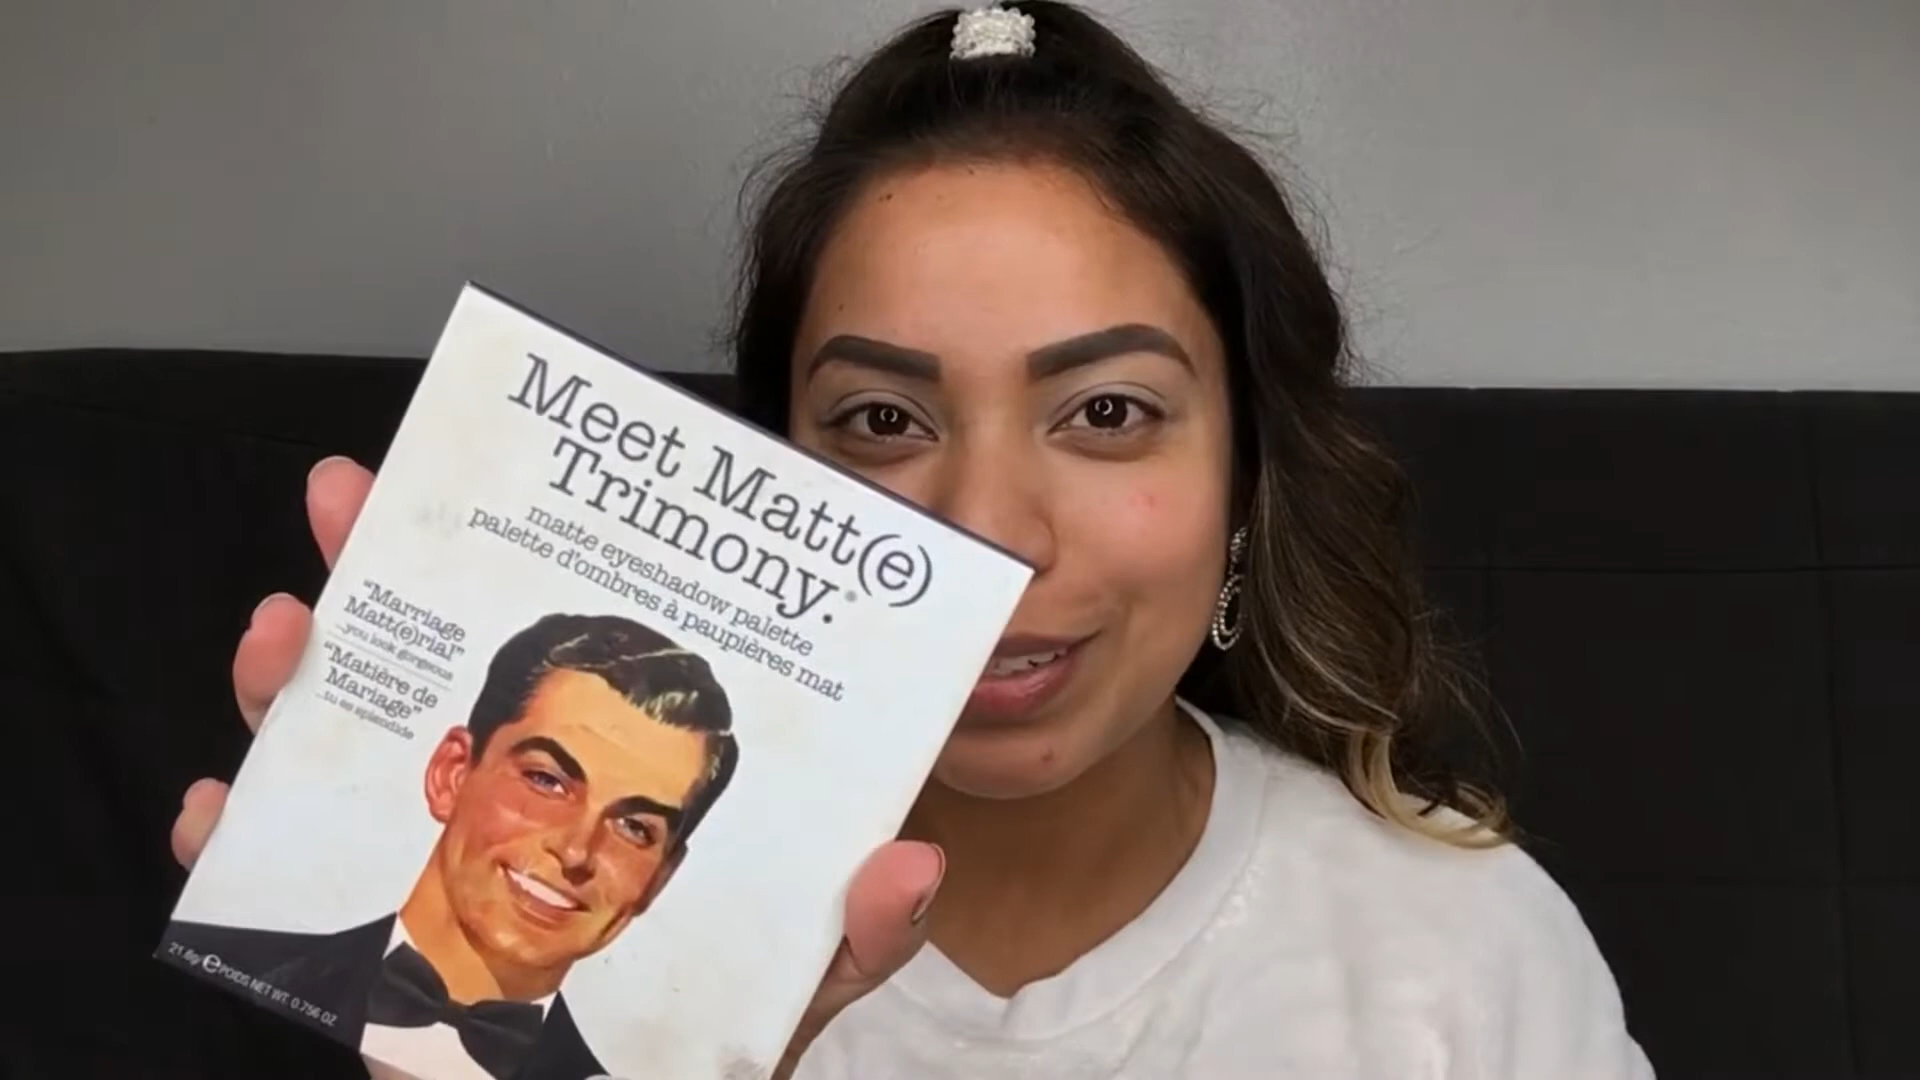 Meet Matt(e)
Trimony.®
matte eyeshadow palette
palette d'ombres à paupières mat
“Marriage
Matt(e)rial”
...you look gorgeous
“Matière de
Mariage”
...tu es splendide
21.6g ℮ POIDS NET WT. 0.756 OZ